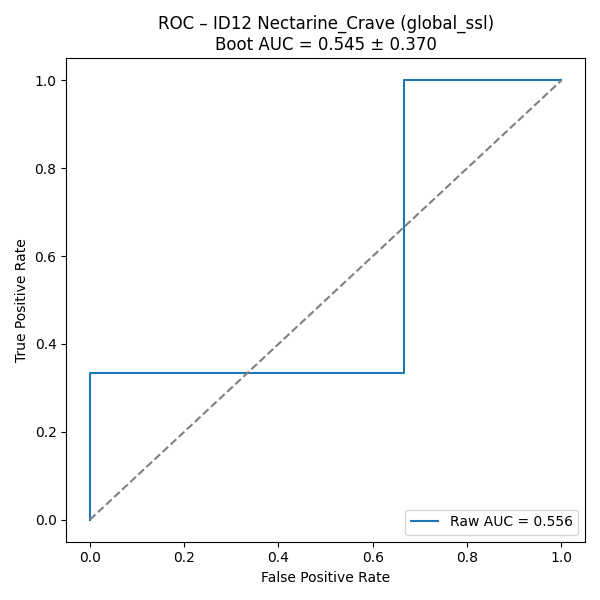 ROC – ID12 Nectarine_Crave (global_ssl)
Boot AUC = 0.545 ± 0.370
True Positive Rate
1.0
0.8
0.6
0.4
0.2
0.0
Raw AUC = 0.556
0.0 0.2 0.4 0.6 0.8 1.0
False Positive Rate